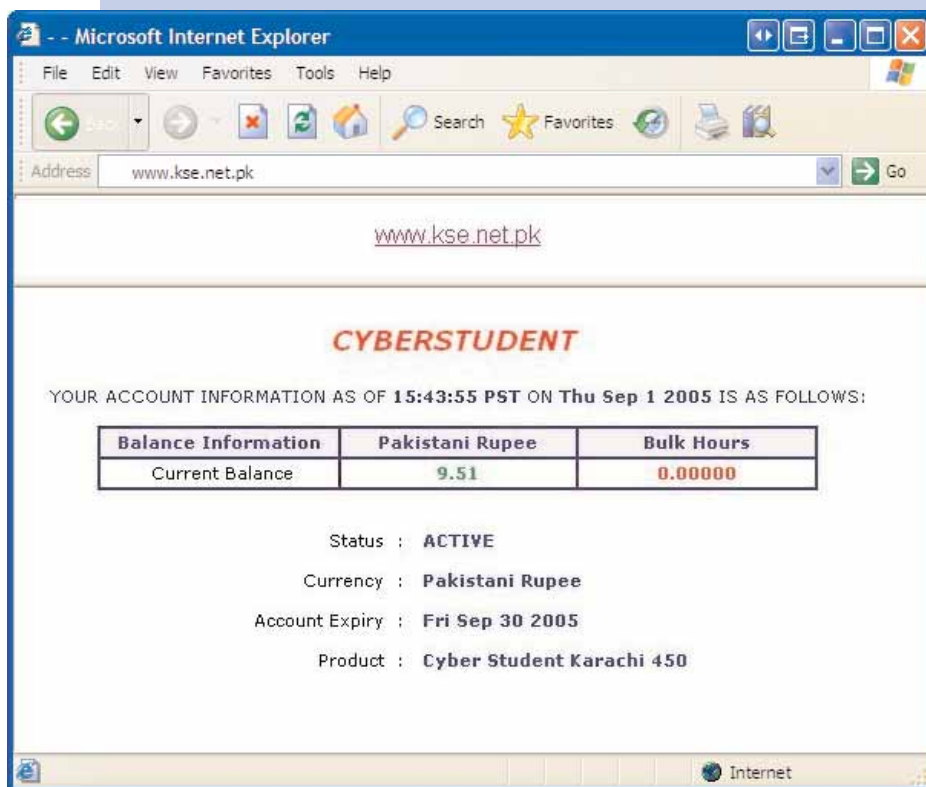 - - Microsoft Internet Explorer
File Edit View Favorites Tools Help
Back Search Favorites
Address www.kse.net.pk Go
www.kse.net.pk
CYBERSTUDENT
YOUR ACCOUNT INFORMATION AS OF 15:43:55 PST ON Thu Sep 1 2005 IS AS FOLLOWS:
Balance Information Pakistani Rupee Bulk Hours
Current Balance 9.51 0.00000
Status : ACTIVE
Currency : Pakistani Rupee
Account Expiry : Fri Sep 30 2005
Product : Cyber Student Karachi 450
Internet